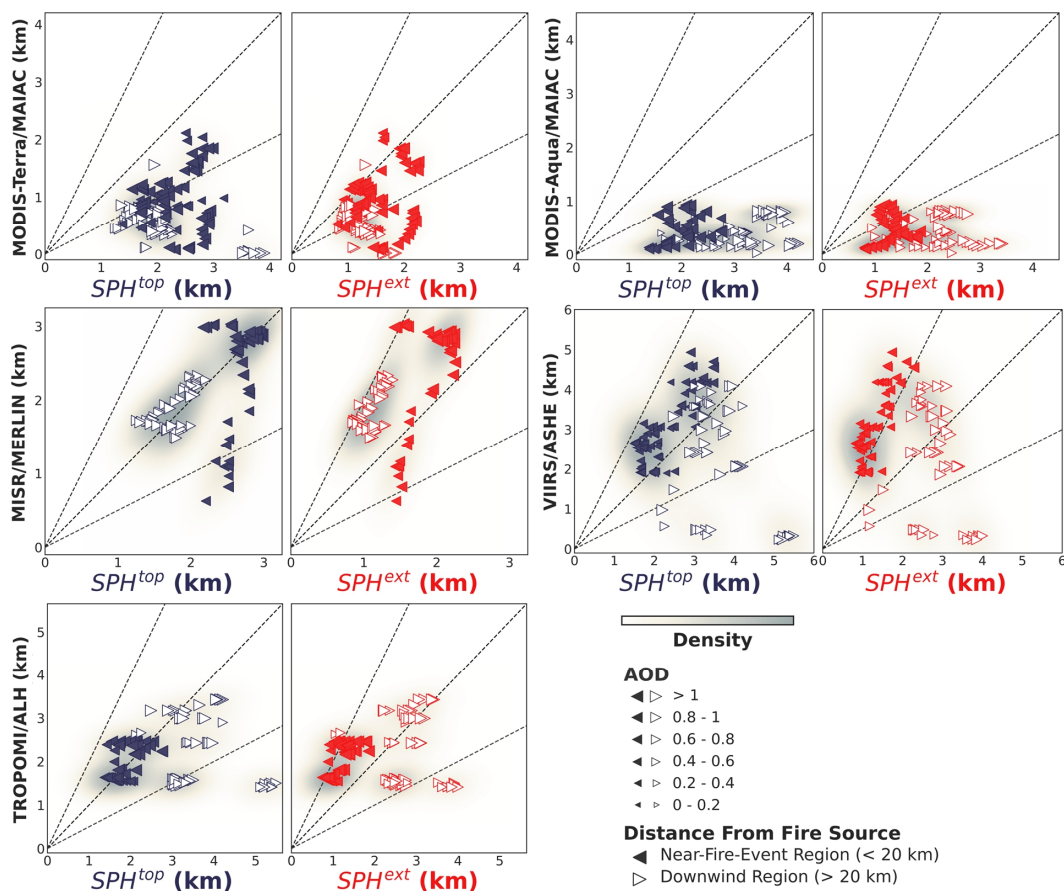 MODIS-Terra/MAIAC (km)
4
3
2
1
0
0 1 2 3 4
SPH^top (km)
0 1 2 3 4
SPH^ext (km)
MODIS-Aqua/MAIAC (km)
4
3
2
1
0
0 1 2 3 4
SPH^top (km)
0 1 2 3 4
SPH^ext (km)
MISR/MERLIN (km)
3
2
1
0
1 2 3
SPH^top (km)
0 1 2 3
SPH^ext (km)
VIIRS/ASHE (km)
6
5
4
3
2
1
0
0 1 2 3 4 5 6
SPH^top (km)
0 1 2 3 4 5 6
SPH^ext (km)
TROPOMI/ALH (km)
5
4
3
2
1
0
0 1 2 3 4 5
SPH^top (km)
0 1 2 3 4 5
SPH^ext (km)
Density
AOD
> 1
0.8 - 1
0.6 - 0.8
0.4 - 0.6
0.2 - 0.4
0 - 0.2
Distance From Fire Source
Near-Fire-Event Region (< 20 km)
Downwind Region (> 20 km)